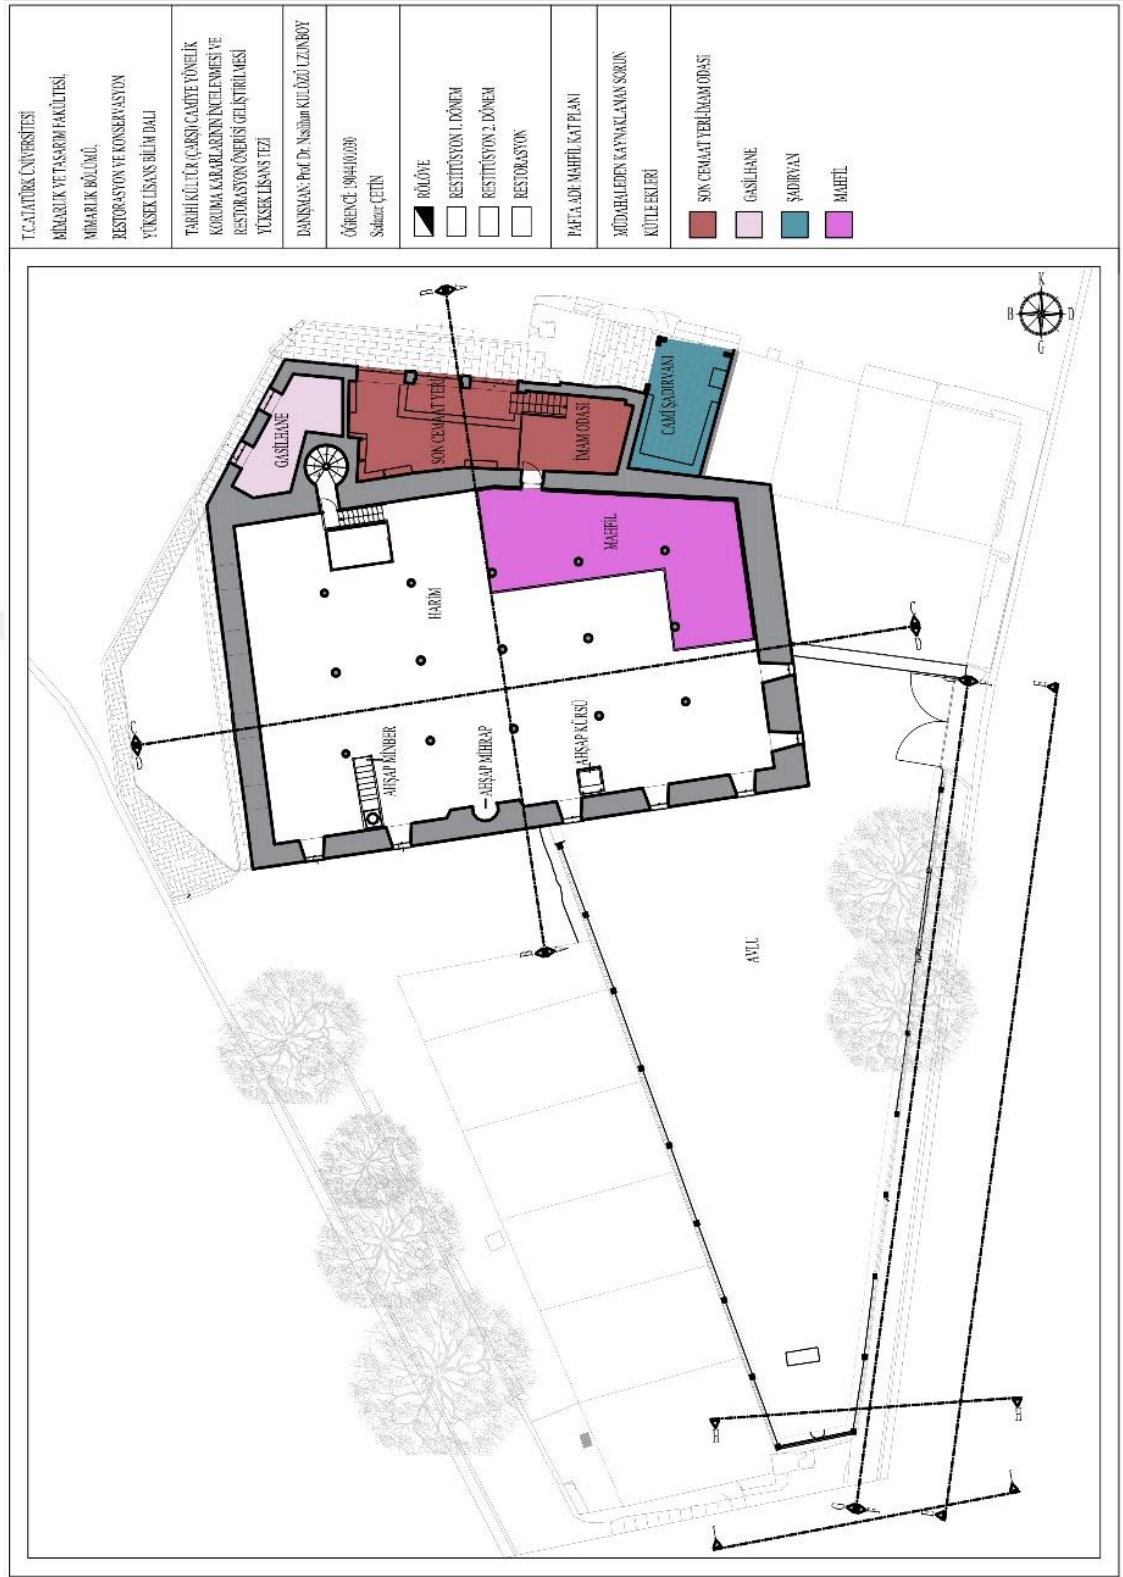 T.C.ATATÜRK ÜNİVERSİTESİ
MİMARLIK VE TASARIM FAKÜLTESİ,
MİMARLIK BÖLÜMÜ,
RESTORASYON VE KONSERVASYON
YÜKSEK LİSANS BİLİM DALI
TARİHİ KÜLTÜR (ÇARŞI) CAMİYE YÖNELİK
KORUMA KARARLARININ İNCELENMESİ VE
RESTORASYON ÖNERİSİ GELİŞTİRİLMESİ
YÜKSEK LİSANS TEZİ
DANIŞMAN: Prof. Dr. Neslihan KULÖZÜ UZUNBOY
ÖĞRENCİ:
ÇETİN
RÖLÖVE
RESTİTÜSYON 1. DÖNEM
RESTİTÜSYON 2. DÖNEM
RESTORASYON
PAFTA ADI: MAHFİL KAT PLANI
MÜDAHALEDEN KAYNAKLANAN SORUN
KÜTLE EKLERİ
SON CEMAAT YERİ-İMAM ODASI
GASİLHANE
ŞADIRVAN
MAHFİL
K
B
D
G
GASİLHANE
SON CEMAAT YERİ
İMAM ODASI
CAMİ ŞADIRVANI
MAHFİL
HARİM
AHŞAP MİNBER
AHŞAP MİHRAP
AHŞAP KÜRSÜ
AVLU
B
B
C
D
C
D
E
F
G
F
H
H